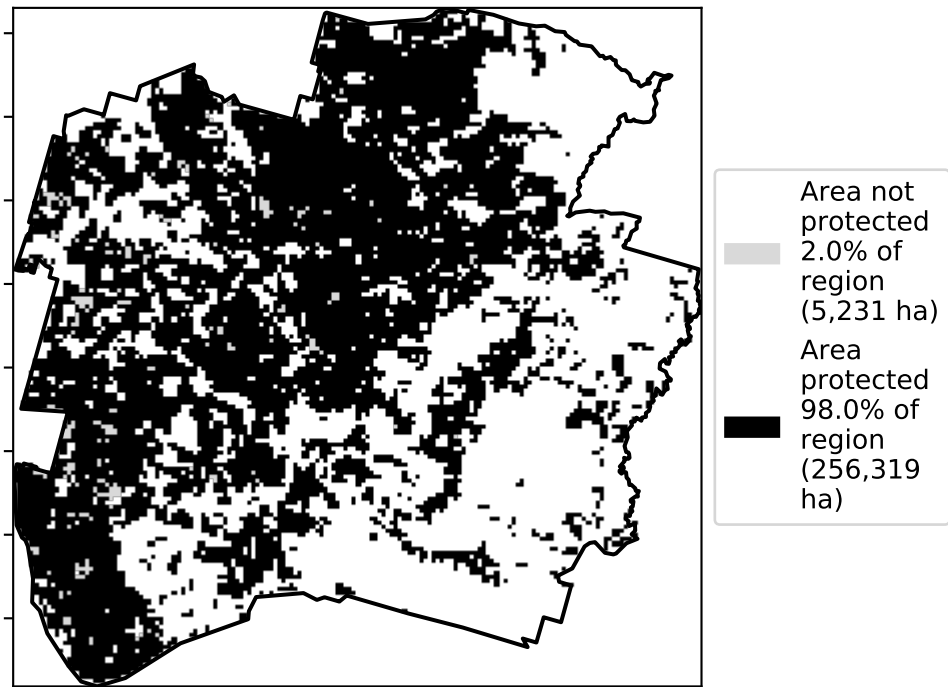 Area not
protected
2.0% of
region
(5,231 ha)
Area
protected
98.0% of
region
(256,319
ha)